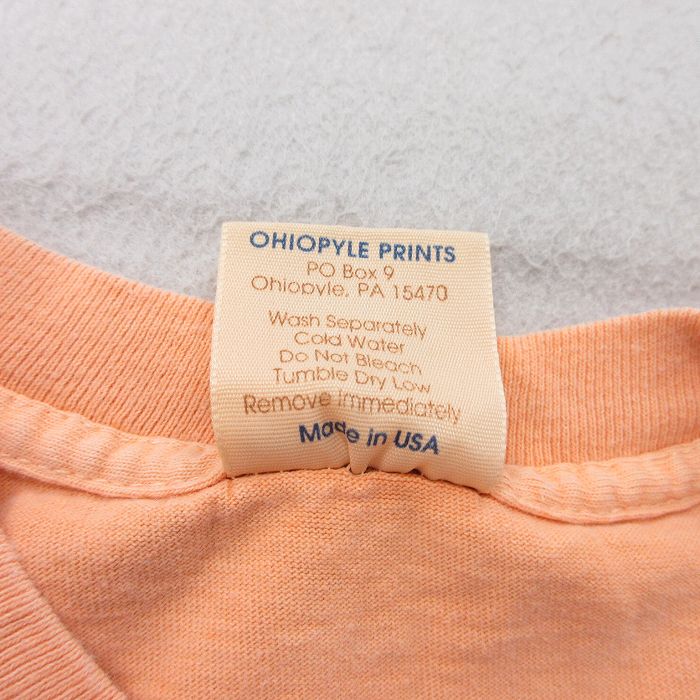 OHIOPYLE PRINTS
PO Box 9
Ohiopyle, PA 15470
Wash Separately
Cold Water
Do Not Bleach
Tumble Dry Low
Remove Immediately
Made in USA